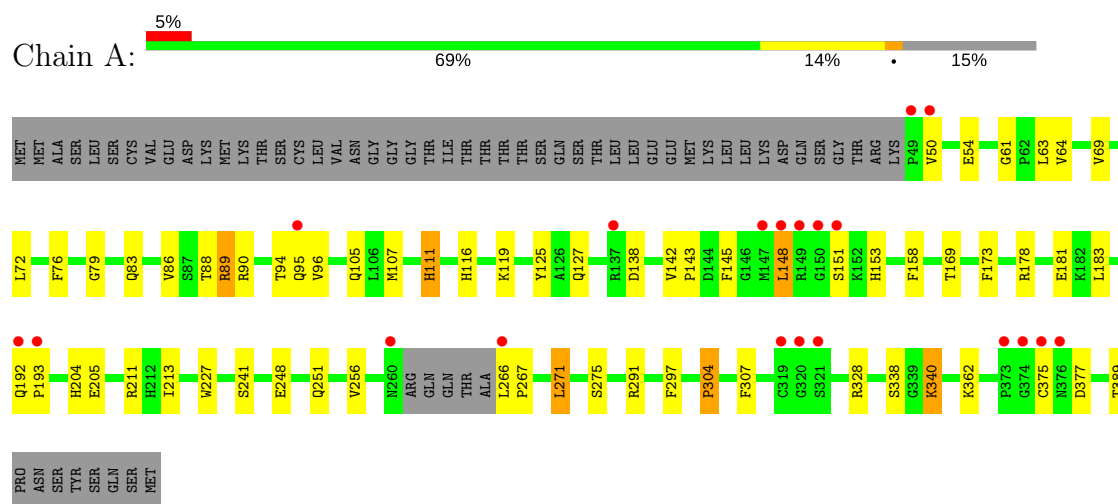 5%
Chain A:
69% 14% • 15%
MET MET ALA SER LEU SER CYS VAL GLU ASP LYS MET LYS THR SER CYS LEU VAL ASN GLY GLY GLY THR ILE THR THR THR THR SER GLN SER THR LEU LEU GLU GLU MET LYS LEU LEU LYS ASP GLN SER GLY THR ARG LYS P49 V50 E54 G61 P62 L63 V64 V69
L72 F76 G79 Q83 V86 S87 T88 R89 R90 T94 Q95 V96 Q105 L106 M107 H111 H116 K119 Y125 A126 Q127 R137 D138 V142 P143 D144 F145 G146 M147 L148 R149 G150 S151 K152 H153 F158 T169 F173 R178 E181 K182 L183
Q192 P193 H204 E205 R211 H212 I213 W227 S241 E248 Q251 V256 N260 ARG GLN GLN THR ALA L266 P267 L271 S275 R291 F297 P304 F307 C319 G320 S321 R328 S338 G339 K340 K362 P373 G374 C375 N376 D377 T389
PRO ASN SER TYR SER GLN SER MET